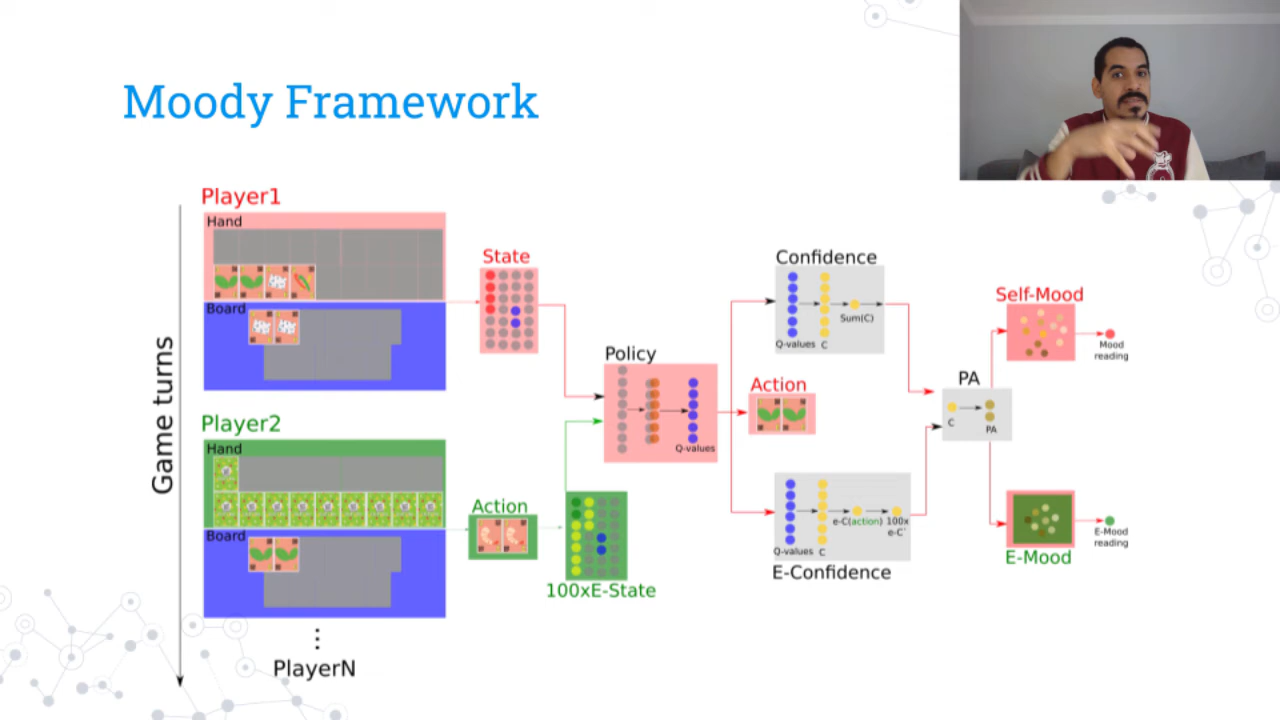 Moody Framework
Game turns
Player1
Hand
Board
State
Player2
Hand
Board
Action
100xE-State
PlayerN
Policy
Q-values
Confidence
Q-values C
Sum(C)
Action
E-Confidence
Q-values C
e-C(action) 100x
e-C'
PA
C
PA
Self-Mood
Mood
reading
E-Mood
E-Mood
reading